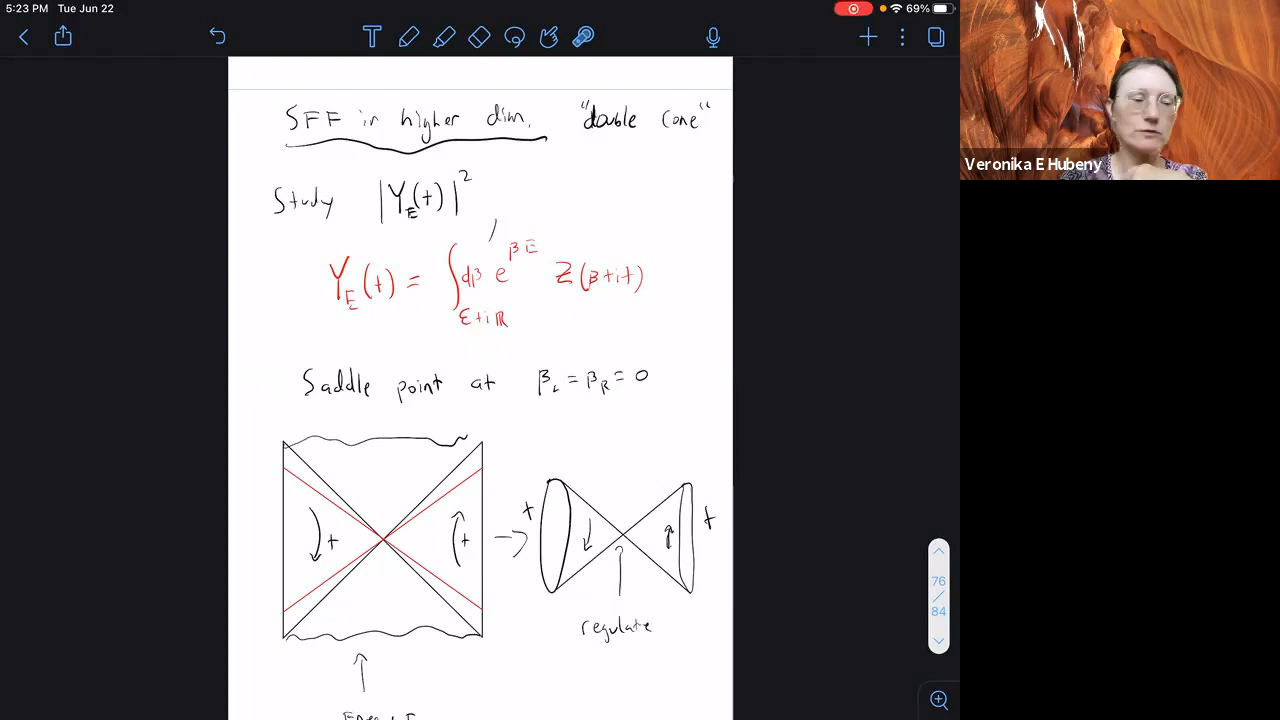 5:23 PM Tue Jun 22
69%
SFF in higher dim. "double cone"
Study |Y_E(t)|²
Y_E(t) = ∫_{ε+iℝ} dβ e^{βE} Z(β+it)
Saddle point at β_L = β_R = 0
t t → t t
regulate
76
/
84
Veronika E Hubeny